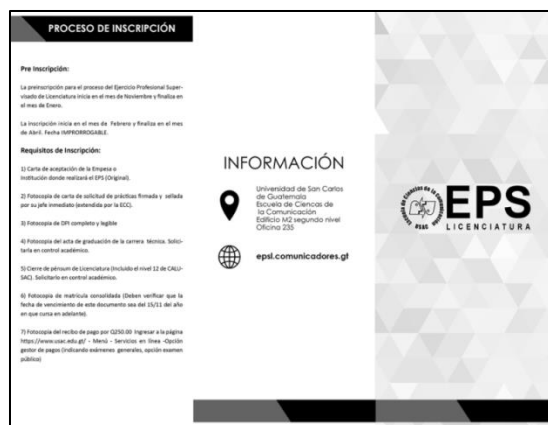 PROCESO DE INSCRIPCIÓN
Pre Inscripción:
La preinscripción para el proceso del Ejercicio Profesional Super-
visado de Licenciatura inicia en el mes de Noviembre y finaliza en
el mes de Enero.
La inscripción inicia en el mes de Febrero y finaliza en el mes
de Abril. Fecha IMPRORROGABLE.
Requisitos de Inscripción:
1) Carta de aceptación de la Empesa o
Institución donde realizará el EPS (Original).
2) Fotocopia de carta de solicitud de prácticas firmada y sellada
por su jefe inmediato (extendida por la ECC).
3) Fotocopia de DPI completo y legible
4) Fotocopia del acta de graduación de la carrera técnica. Solici-
tarla en control académico.
5) Cierre de pénsum de Licenciatura (Incluido el nivel 12 de CALU-
SAC). Solicitarlo en control académico.
6) Fotocopia de matrícula consolidada (Deben verificar que la
fecha de vencimiento de este documento sea del 15/11 del año
en que cursa en adelante).
7) Fotocopia del recibo de pago por Q250.00 Ingresar a la página
https://www.usac.edu.gt/ - Menú - Servicios en línea -Opción
gestor de pagos (indicando exámenes generales, opción examen
público)
INFORMACIÓN
Universidad de San Carlos
de Guatemala
Escuela de Ciencas de
la Comunicación
Edificio M2 segundo nivel
Oficina 235
epsl.comunicadores.gt
Escuela de Ciencias de la Comunicación
USAC
EPS
LICENCIATURA